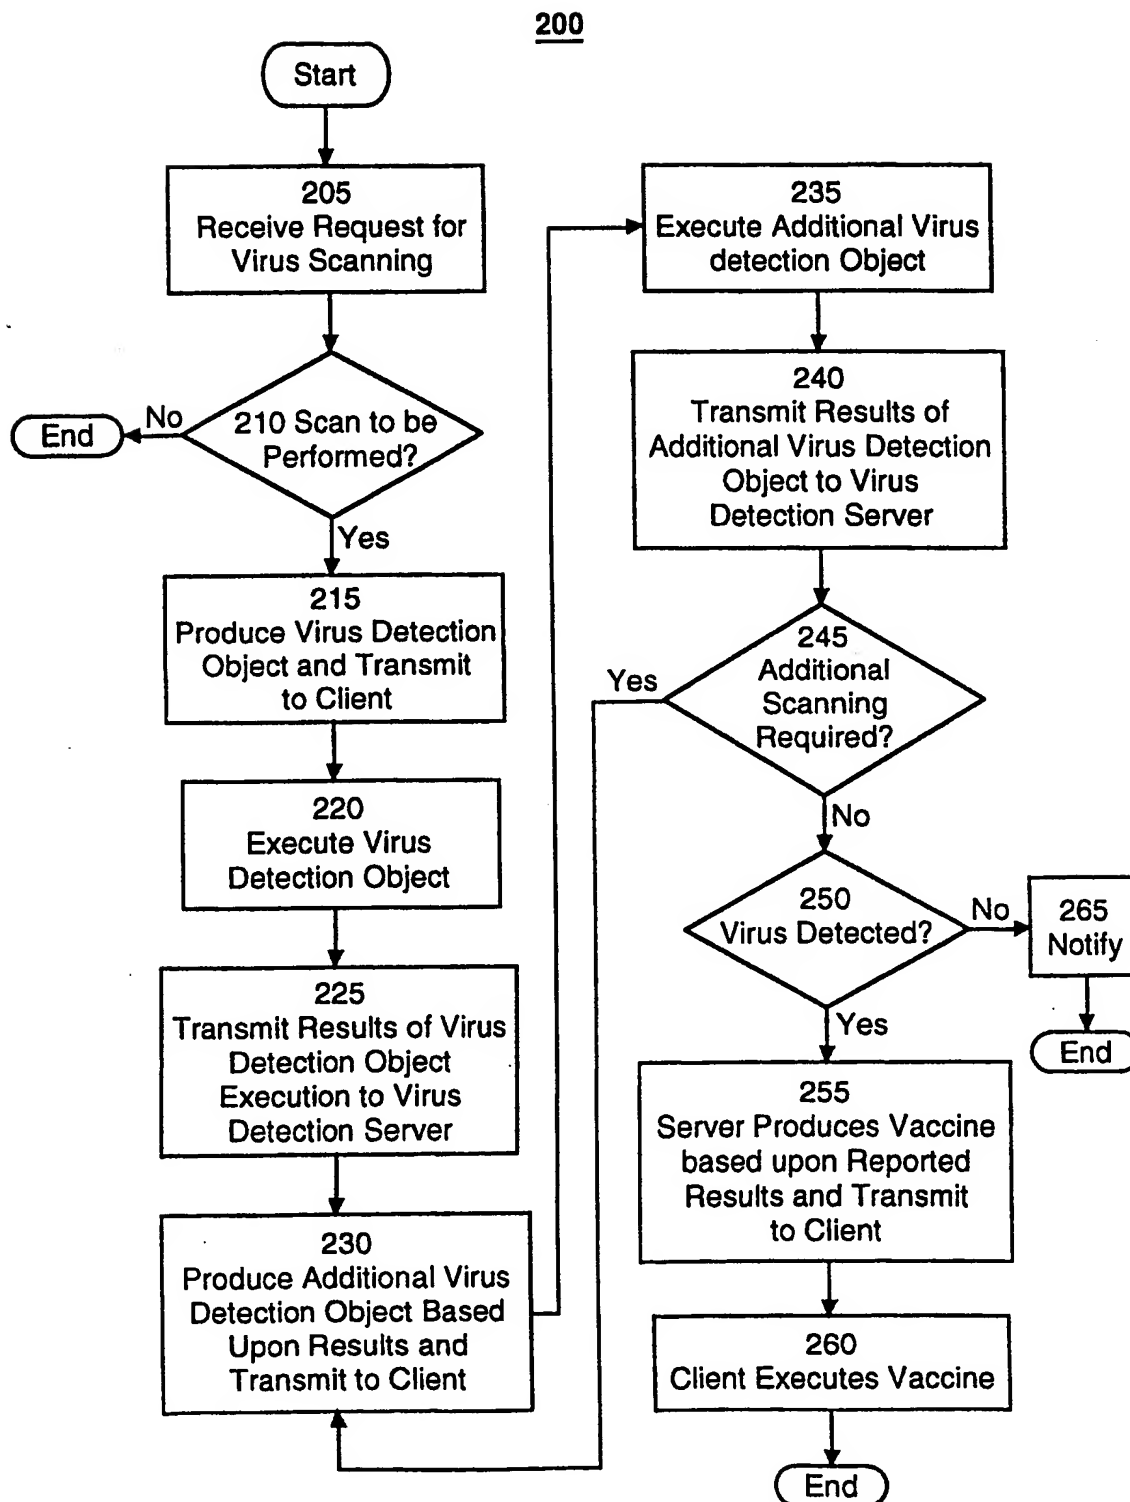 200
Start
205
Receive Request for
Virus Scanning
210 Scan to be
Performed?
No
End
Yes
215
Produce Virus Detection
Object and Transmit
to Client
220
Execute Virus
Detection Object
225
Transmit Results of Virus
Detection Object
Execution to Virus
Detection Server
230
Produce Additional Virus
Detection Object Based
Upon Results and
Transmit to Client
235
Execute Additional Virus
detection Object
240
Transmit Results of
Additional Virus Detection
Object to Virus
Detection Server
245
Additional
Scanning
Required?
Yes
No
250
Virus Detected?
No
265
Notify
End
Yes
255
Server Produces Vaccine
based upon Reported
Results and Transmit
to Client
260
Client Executes Vaccine
End